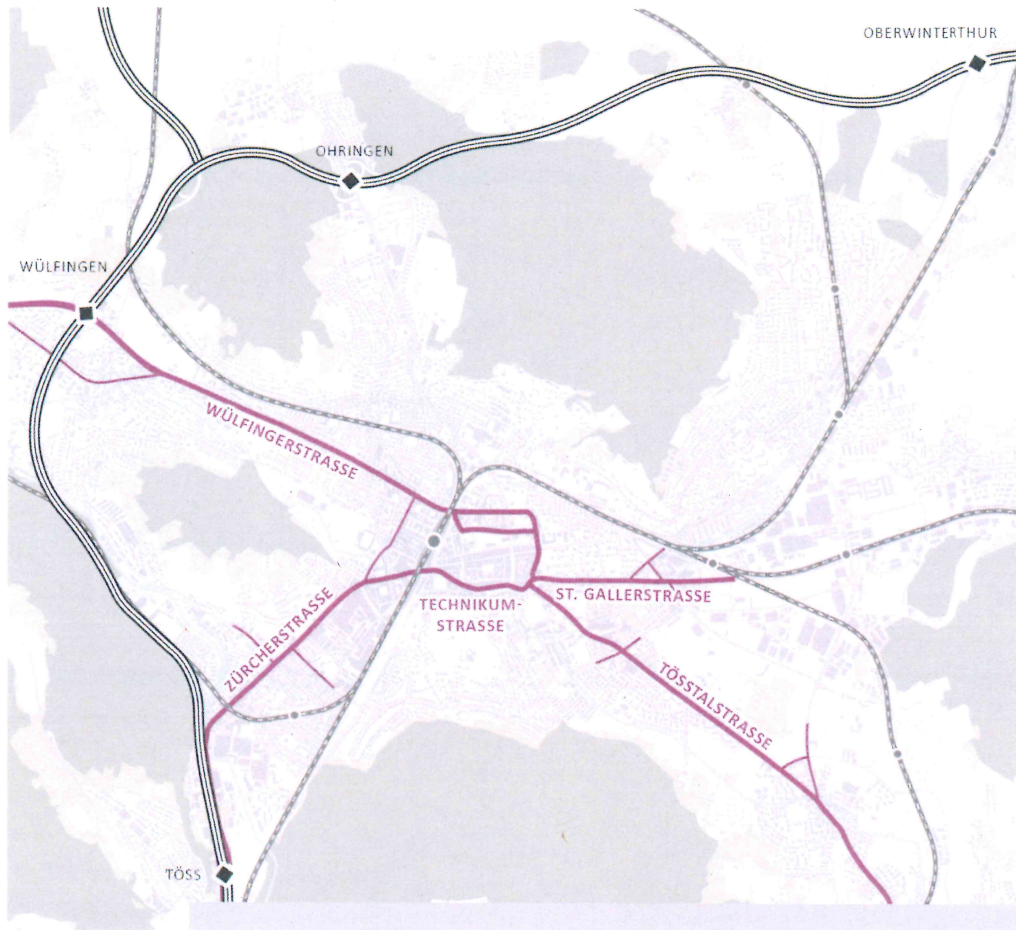 OBERWINTERTHUR
OHRINGEN
WÜLFINGEN
WÜLFINGERSTRASSE
ZÜRCHERSTRASSE
TECHNIKUM-
STRASSE
ST. GALLERSTRASSE
TÖSSTALSTRASSE
TÖSS